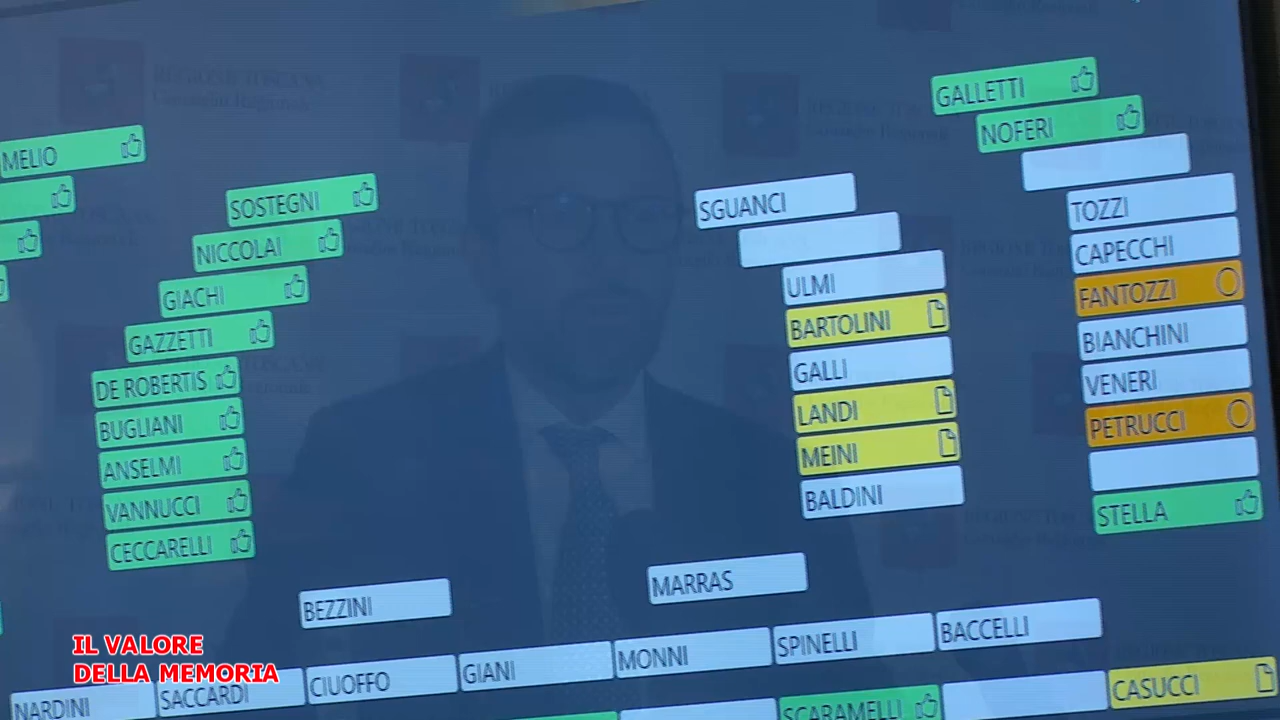 MELIO
SOSTEGNI
NICCOLAI
GIACHI
GAZZETTI
DE ROBERTIS
BUGLIANI
ANSELMI
VANNUCCI
CECCARELLI
SGUANCI
ULMI
BARTOLINI
GALLI
LANDI
MEINI
BALDINI
GALLETTI
NOFERI
TOZZI
CAPECCHI
FANTOZZI
BIANCHINI
VENERI
PETRUCCI
STELLA
BEZZINI
MARRAS
NARDINI
SACCARDI
CIUOFFO
GIANI
MONNI
SPINELLI
BACCELLI
SCARAMELLI
CASUCCI
IL VALORE
DELLA MEMORIA